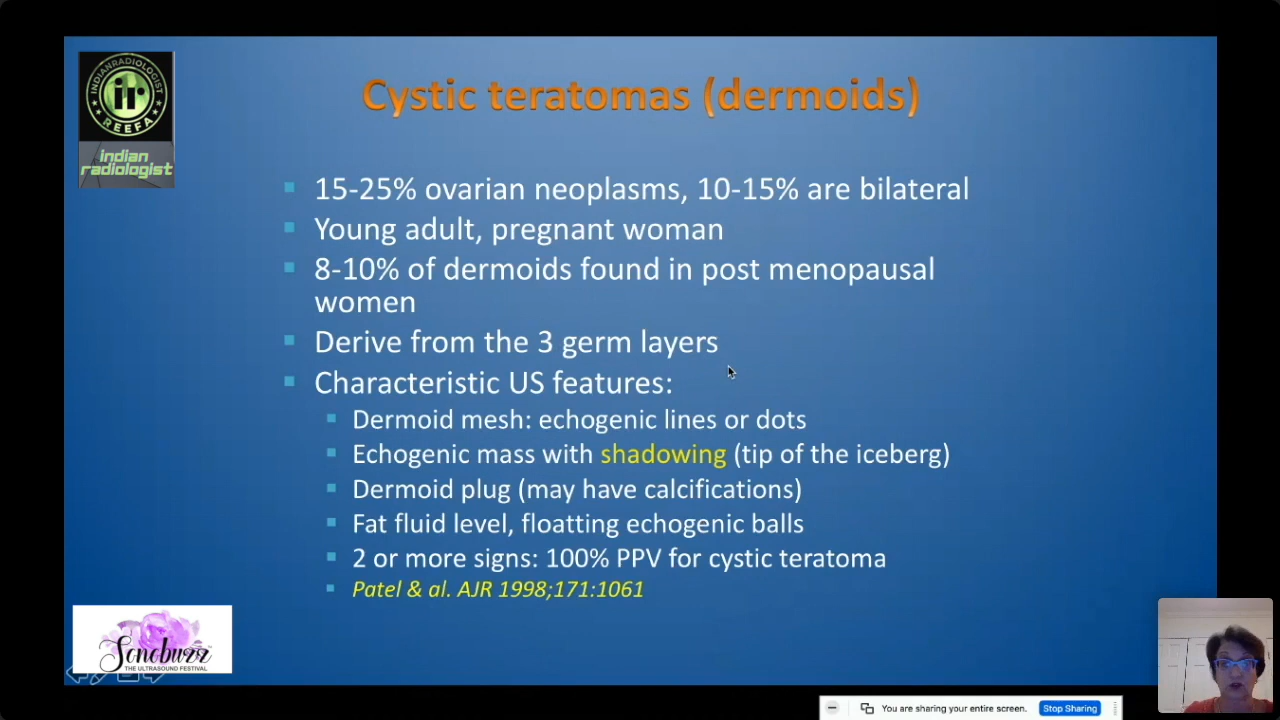 INDIANRADIOLOGIST
ir
REEFA
indian
radiologist
Cystic teratomas (dermoids)
15-25% ovarian neoplasms, 10-15% are bilateral
Young adult, pregnant woman
8-10% of dermoids found in post menopausal
women
Derive from the 3 germ layers
Characteristic US features:
Dermoid mesh: echogenic lines or dots
Echogenic mass with shadowing (tip of the iceberg)
Dermoid plug (may have calcifications)
Fat fluid level, floatting echogenic balls
2 or more signs: 100% PPV for cystic teratoma
Patel & al. AJR 1998;171:1061
Sonobuzz
THE ULTRASOUND FESTIVAL
You are sharing your entire screen.
Stop Sharing